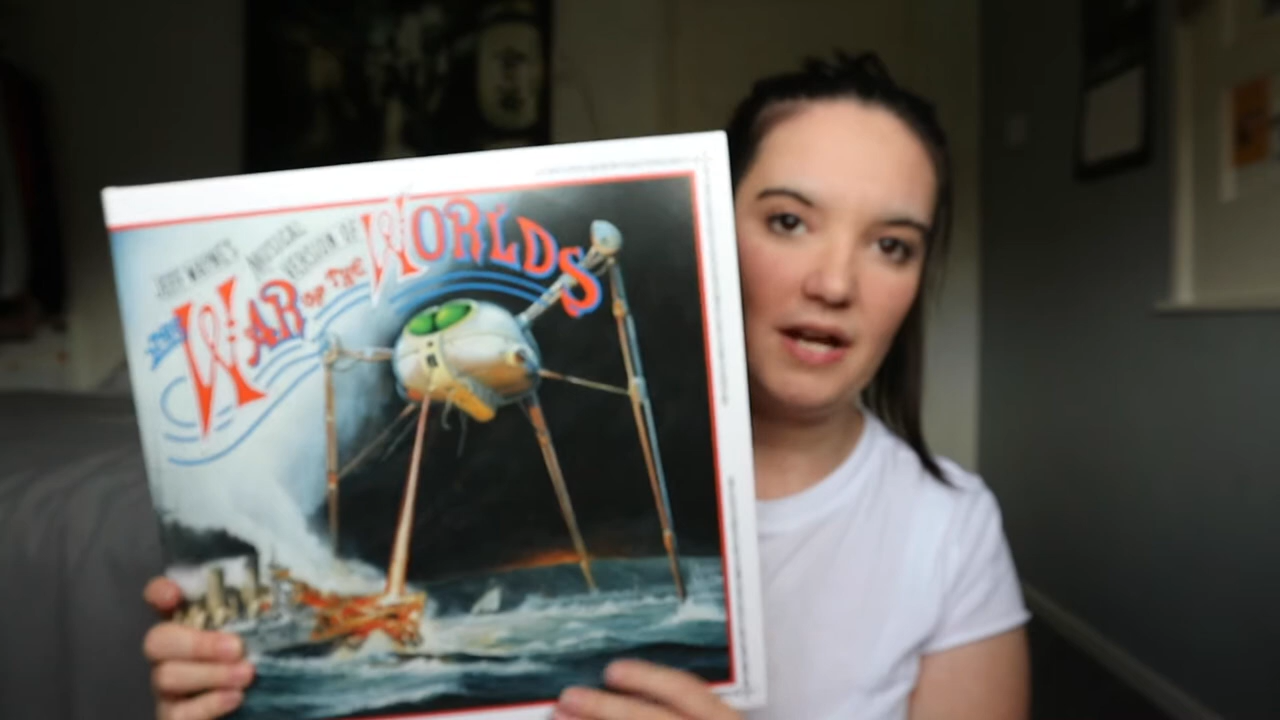 JEFF WAYNE'S
MUSICAL
VERSION OF
THE WAR OF THE WORLDS